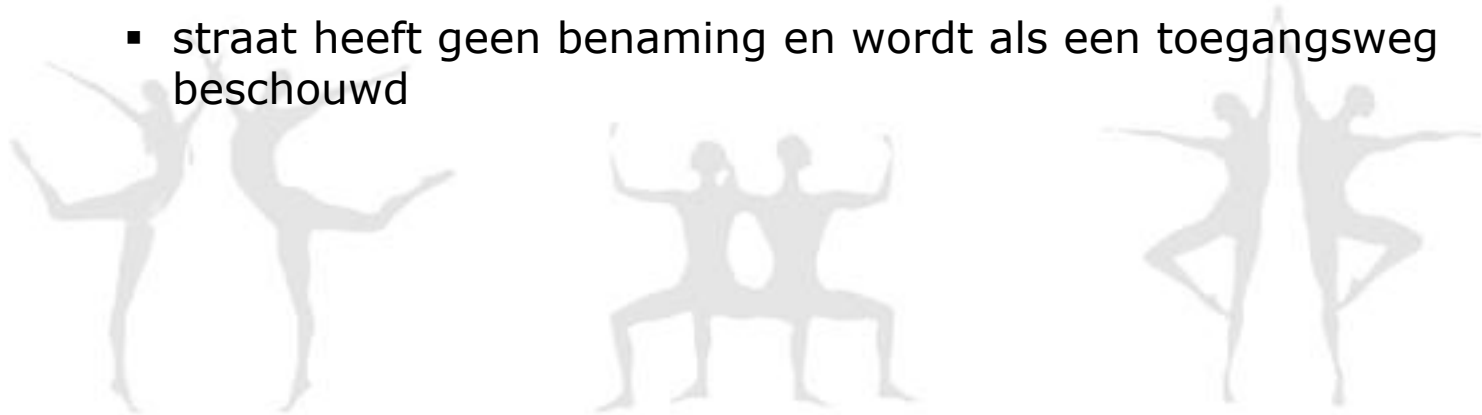 ▪ straat heeft geen benaming en wordt als een toegangsweg
beschouwd